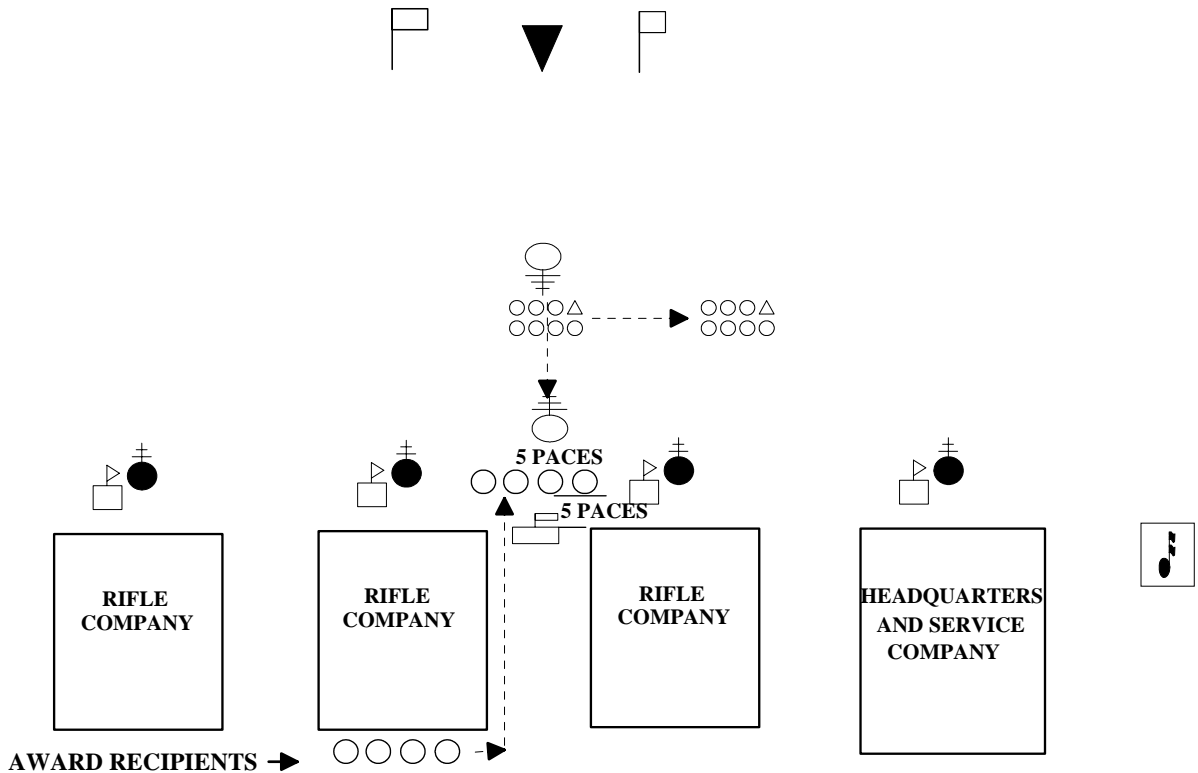 5 PACES
5 PACES
RIFLE
COMPANY
RIFLE
COMPANY
RIFLE
COMPANY
HEADQUARTERS
AND SERVICE
COMPANY
AWARD RECIPIENTS